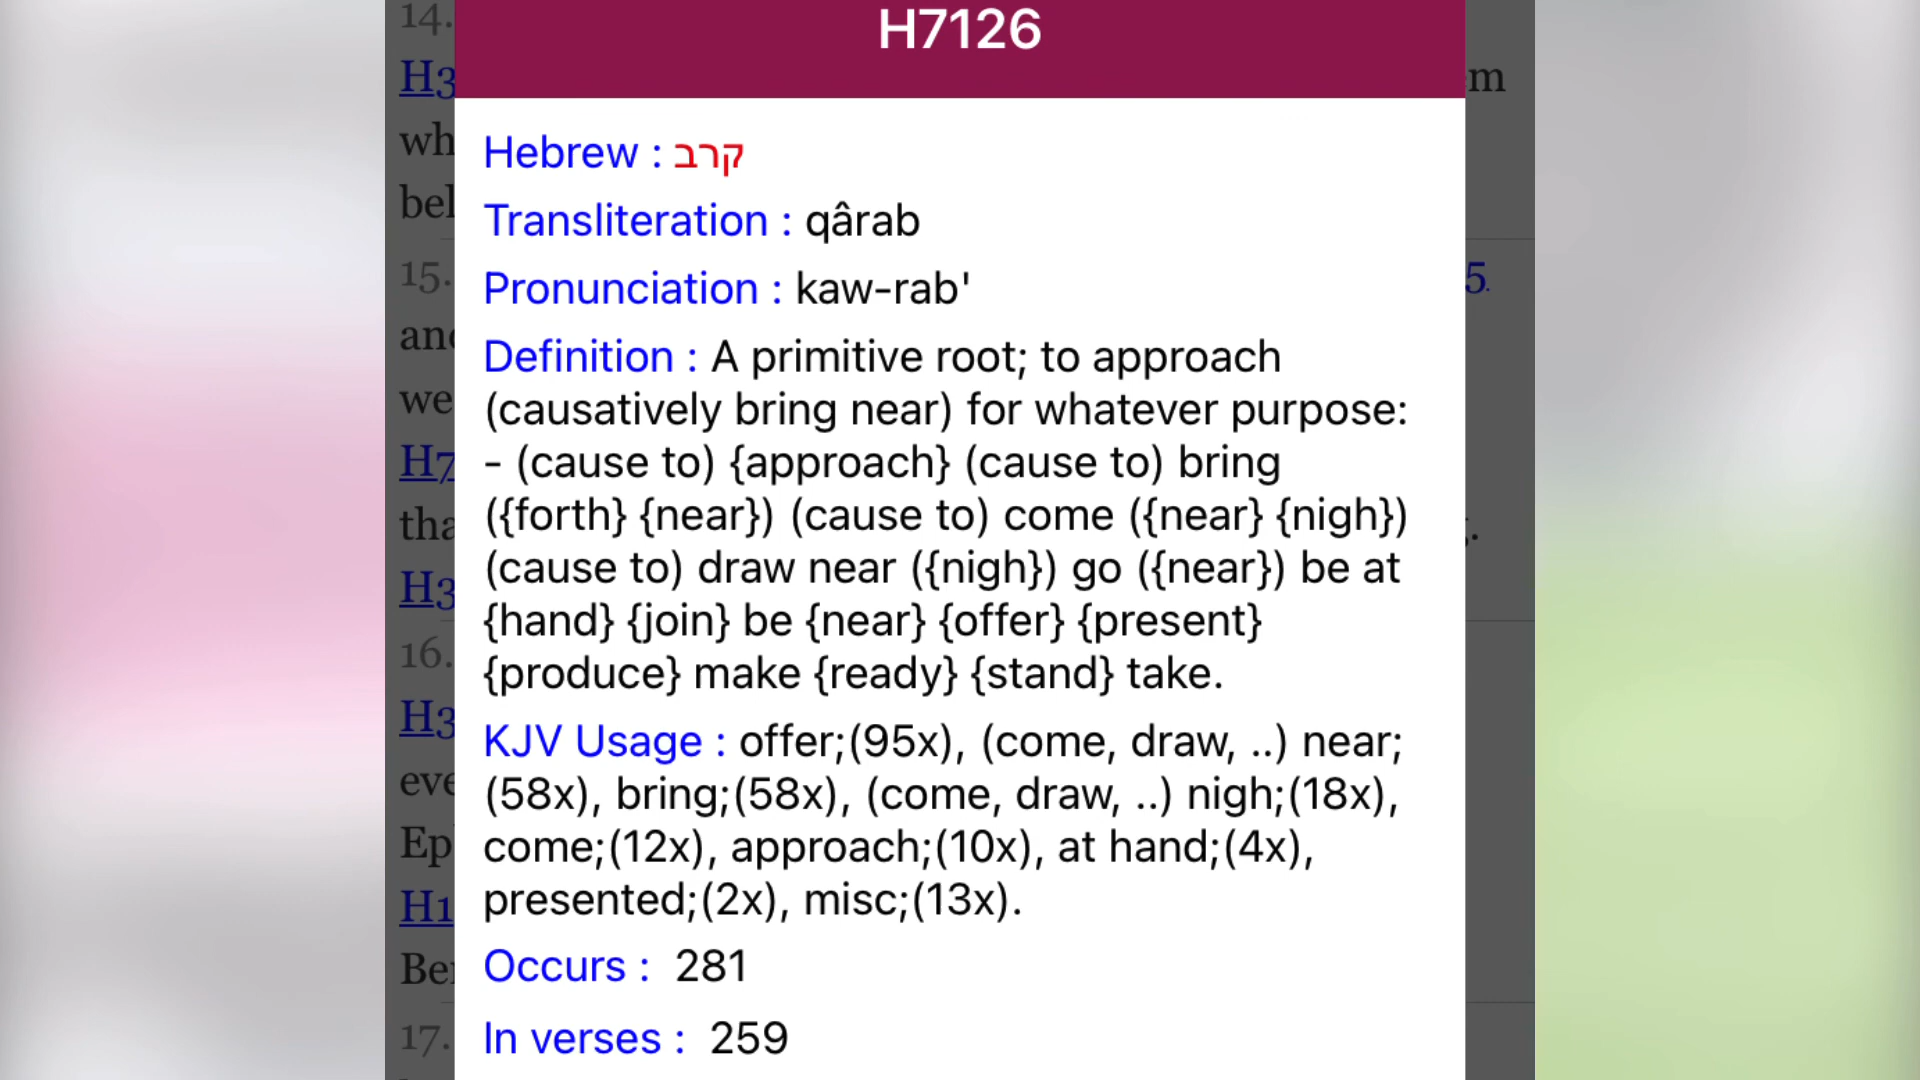 H7126
Hebrew : קרב
Transliteration : qârab
Pronunciation : kaw-rab'
Definition : A primitive root; to approach
(causatively bring near) for whatever purpose:
- (cause to) {approach} (cause to) bring
({forth} {near}) (cause to) come ({near} {nigh})
(cause to) draw near ({nigh}) go ({near}) be at
{hand} {join} be {near} {offer} {present}
{produce} make {ready} {stand} take.
KJV Usage : offer;(95x), (come, draw, ..) near;
(58x), bring;(58x), (come, draw, ..) nigh;(18x),
come;(12x), approach;(10x), at hand;(4x),
presented;(2x), misc;(13x).
Occurs : 281
In verses : 259
14.
15.
16.
17.